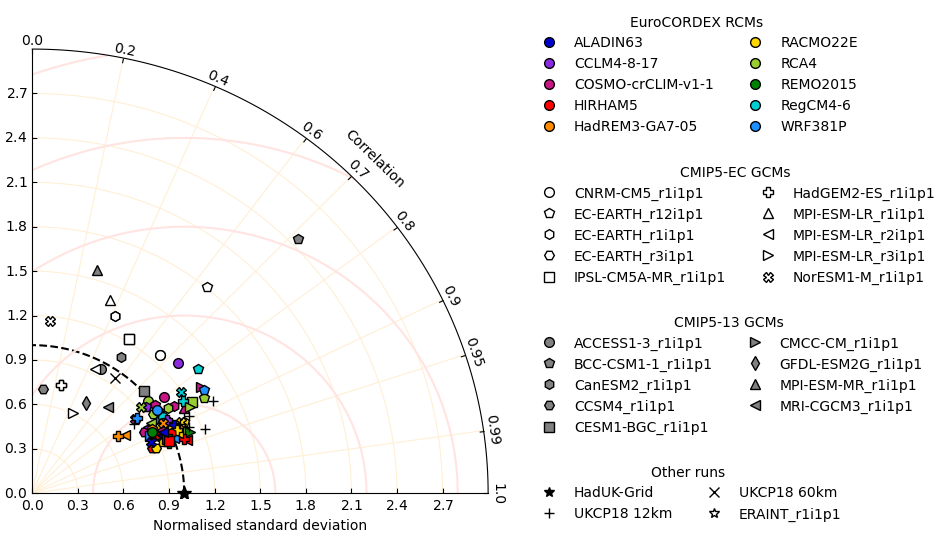 0.0
0.2
0.4
0.6
Correlation
0.7
0.8
0.9
0.95
0.99
1.0
2.7
2.4
2.1
1.8
1.5
1.2
0.9
0.6
0.3
0.0
0.0 0.3 0.6 0.9 1.2 1.5 1.8 2.1 2.4 2.7
Normalised standard deviation
EuroCORDEX RCMs
ALADIN63 RACMO22E
CCLM4-8-17 RCA4
COSMO-crCLIM-v1-1 REMO2015
HIRHAM5 RegCM4-6
HadREM3-GA7-05 WRF381P
CMIP5-EC GCMs
CNRM-CM5_r1i1p1 HadGEM2-ES_r1i1p1
EC-EARTH_r12i1p1 MPI-ESM-LR_r1i1p1
EC-EARTH_r1i1p1 MPI-ESM-LR_r2i1p1
EC-EARTH_r3i1p1 MPI-ESM-LR_r3i1p1
IPSL-CM5A-MR_r1i1p1 NorESM1-M_r1i1p1
CMIP5-13 GCMs
ACCESS1-3_r1i1p1 CMCC-CM_r1i1p1
BCC-CSM1-1_r1i1p1 GFDL-ESM2G_r1i1p1
CanESM2_r1i1p1 MPI-ESM-MR_r1i1p1
CCSM4_r1i1p1 MRI-CGCM3_r1i1p1
CESM1-BGC_r1i1p1
Other runs
HadUK-Grid UKCP18 60km
UKCP18 12km ERAINT_r1i1p1